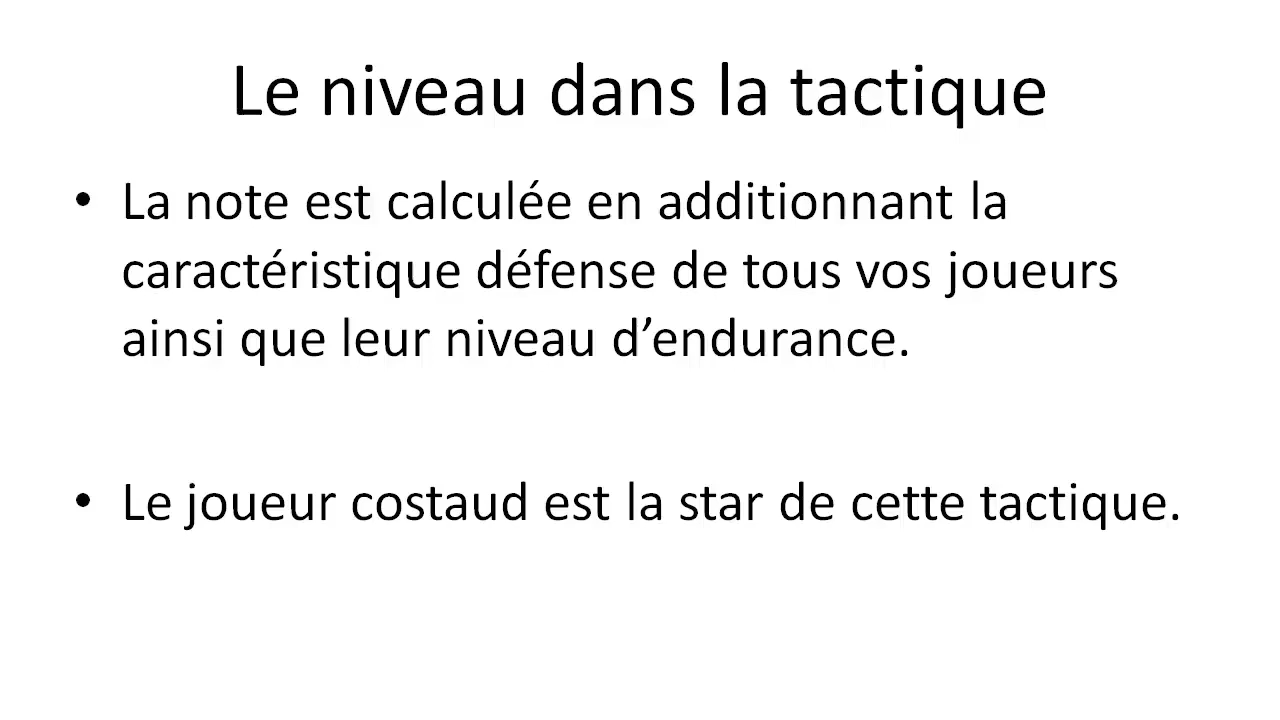 Le niveau dans la tactique
• La note est calculée en additionnant la
caractéristique défense de tous vos joueurs
ainsi que leur niveau d’endurance.
• Le joueur costaud est la star de cette tactique.